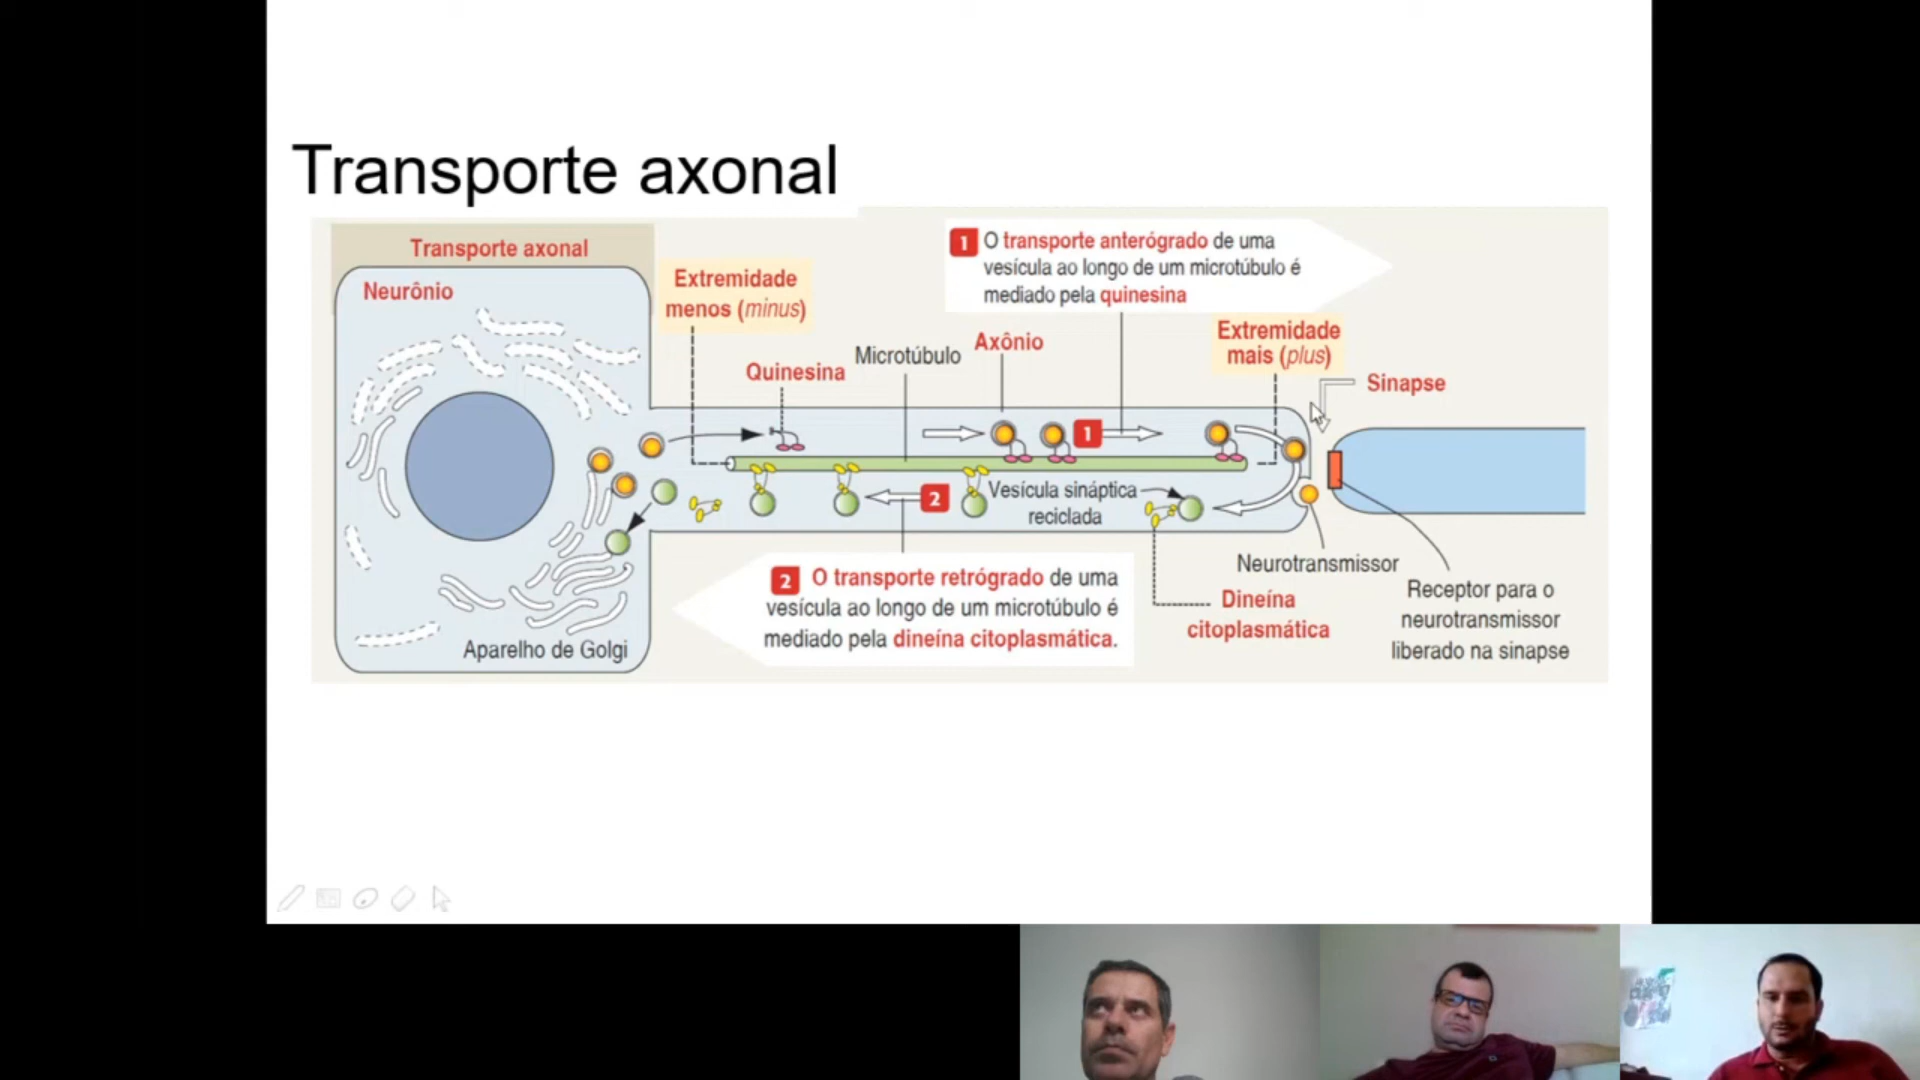 Transporte axonal
Transporte axonal
Neurônio
Extremidade
menos (minus)
1 O transporte anterógrado de uma
vesícula ao longo de um microtúbulo é
mediado pela quinesina
Quinesina
Microtúbulo
Axônio
Extremidade
mais (plus)
Sinapse
1
2
Vesícula sináptica
reciclada
2 O transporte retrógrado de uma
vesícula ao longo de um microtúbulo é
mediado pela dineína citoplasmática.
Neurotransmissor
Dineína
citoplasmática
Receptor para o
neurotransmissor
liberado na sinapse
Aparelho de Golgi